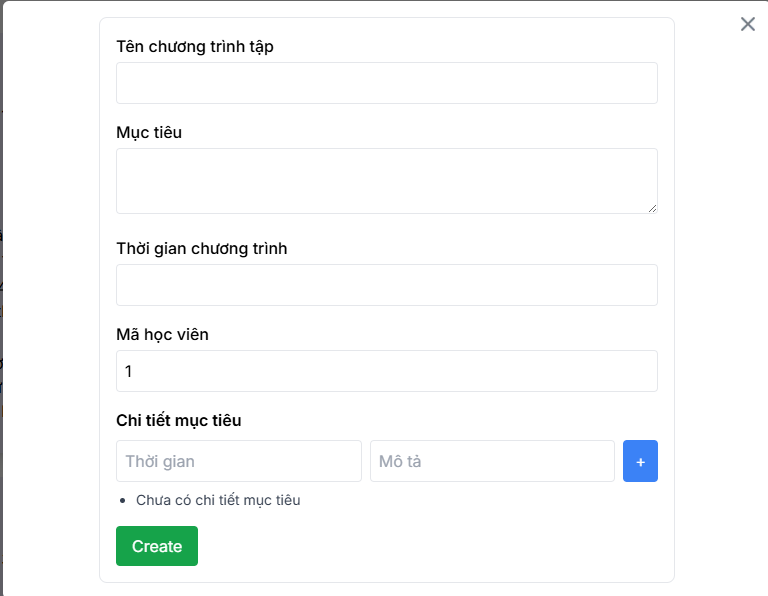 Tên chương trình tập
Mục tiêu
Thời gian chương trình
Mã học viên
1
Chi tiết mục tiêu
Thời gian Mô tả +
• Chưa có chi tiết mục tiêu
Create